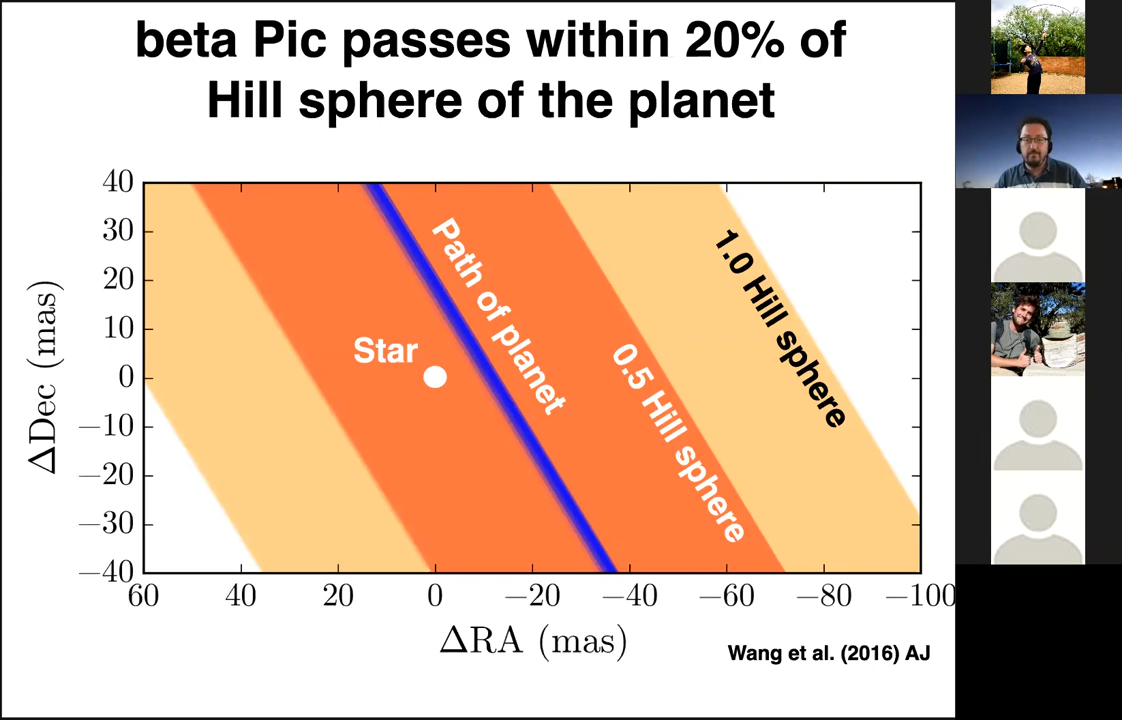 beta Pic passes within 20% of
Hill sphere of the planet
40
30
20
10
0
−10
−20
−30
−40
ΔDec (mas)
Star
Path of planet
0.5 Hill sphere
1.0 Hill sphere
60
40
20
0
−20
−40
−60
−80
−100
ΔRA (mas)
Wang et al. (2016) AJ